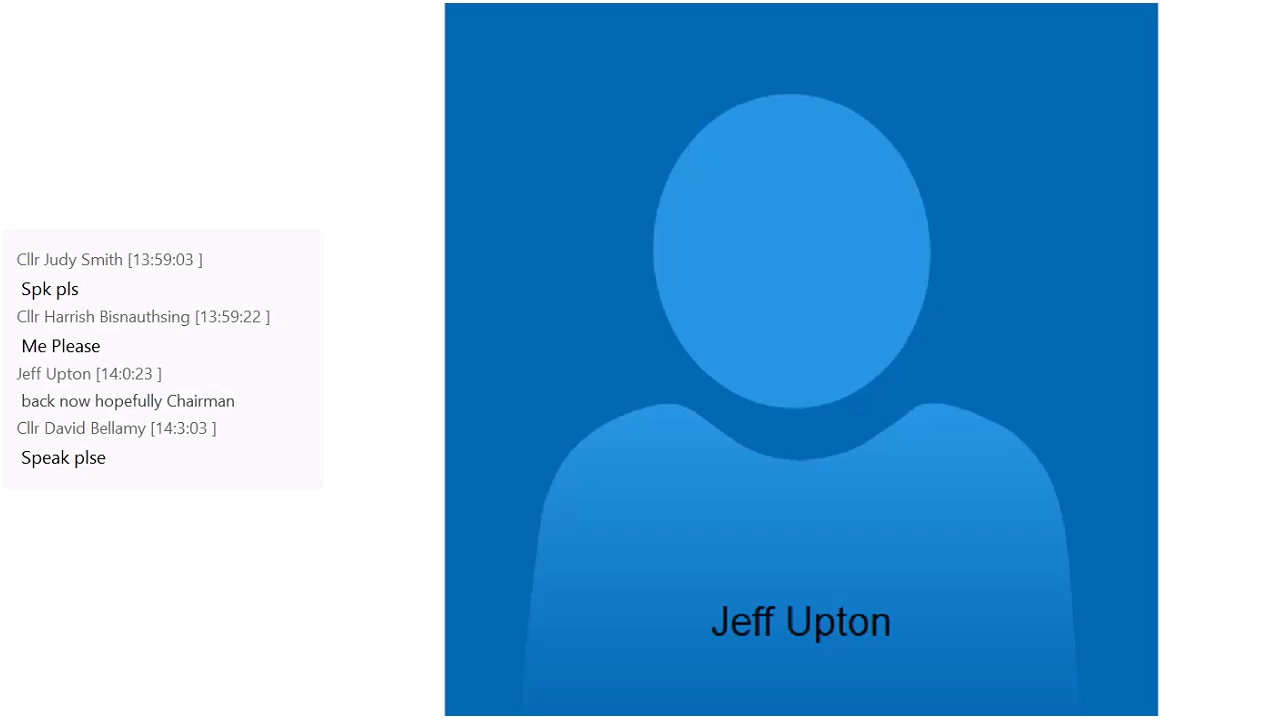 Cllr Judy Smith [13:59:03 ]
Spk pls
Cllr Harrish Bisnauthsing [13:59:22 ]
Me Please
Jeff Upton [14:0:23 ]
back now hopefully Chairman
Cllr David Bellamy [14:3:03 ]
Speak plse
Jeff Upton